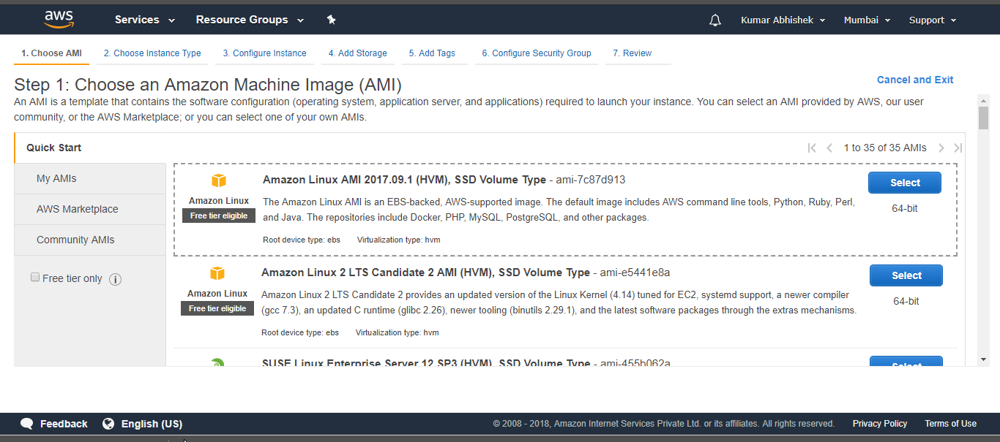 aws
Services
Resource Groups
Kumar Abhishek
Mumbai
Support
1. Choose AMI
2. Choose Instance Type
3. Configure Instance
4. Add Storage
5. Add Tags
6. Configure Security Group
7. Review
Step 1: Choose an Amazon Machine Image (AMI)
Cancel and Exit
An AMI is a template that contains the software configuration (operating system, application server, and applications) required to launch your instance. You can select an AMI provided by AWS, our user
community, or the AWS Marketplace; or you can select one of your own AMIs.
Quick Start
1 to 35 of 35 AMIs
My AMIs
AWS Marketplace
Community AMIs
Free tier only
i
Amazon Linux
Free tier eligible
Amazon Linux AMI 2017.09.1 (HVM), SSD Volume Type - ami-7c87d913
The Amazon Linux AMI is an EBS-backed, AWS-supported image. The default image includes AWS command line tools, Python, Ruby, Perl,
and Java. The repositories include Docker, PHP, MySQL, PostgreSQL, and other packages.
Root device type: ebs
Virtualization type: hvm
Select
64-bit
Amazon Linux
Free tier eligible
Amazon Linux 2 LTS Candidate 2 AMI (HVM), SSD Volume Type - ami-e5441e8a
Amazon Linux 2 LTS Candidate 2 provides an updated version of the Linux Kernel (4.14) tuned for EC2, systemd support, a newer compiler
(gcc 7.3), an updated C runtime (glibc 2.26), newer tooling (binutils 2.29.1), and the latest software packages through the extras mechanisms.
Root device type: ebs
Virtualization type: hvm
Select
64-bit
SUSE Linux Enterprise Server 12 SP3 (HVM), SSD Volume Type - ami-455b062a
Select
Feedback
English (US)
© 2008 - 2018, Amazon Internet Services Private Ltd. or its affiliates. All rights reserved.
Privacy Policy
Terms of Use